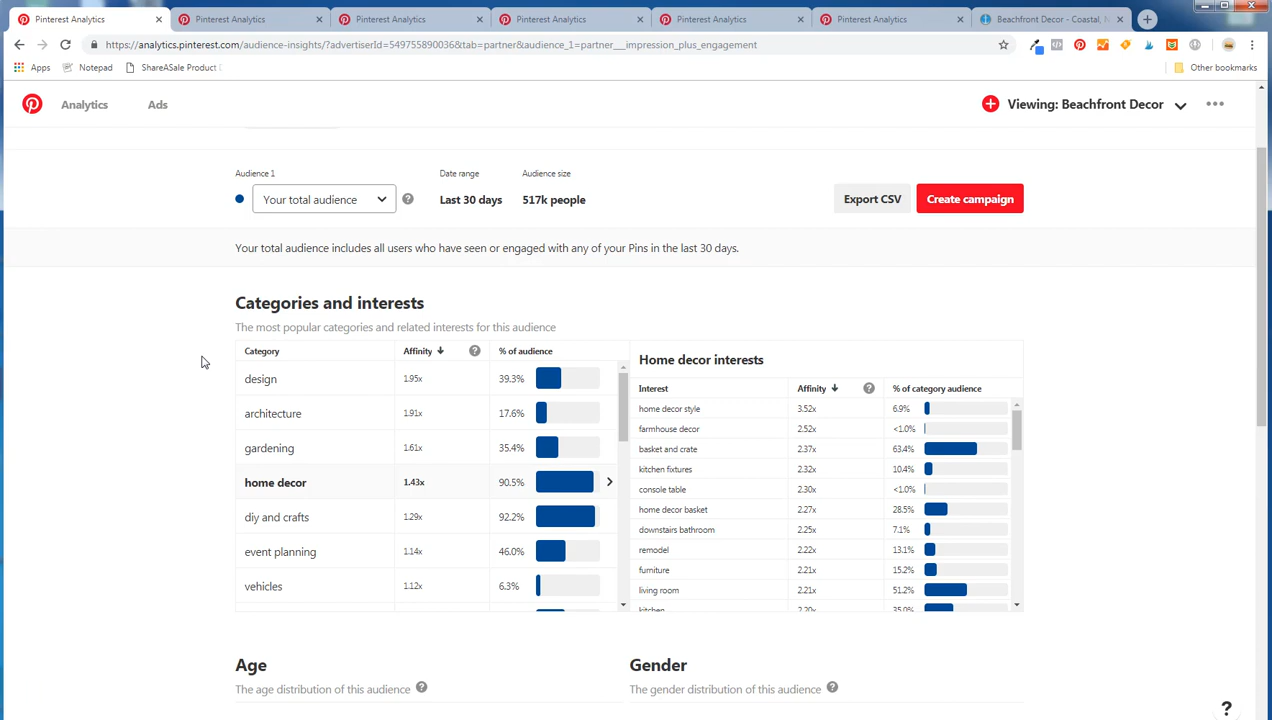 Pinterest Analytics
Pinterest Analytics
Pinterest Analytics
Pinterest Analytics
Pinterest Analytics
Pinterest Analytics
Beachfront Decor - Coastal, N
https://analytics.pinterest.com/audience-insights/?advertiserId=549755890036&tab=partner&audience_1=partner__impression_plus_engagement
Apps
Notepad
ShareASale Product
Other bookmarks
Analytics
Ads
Viewing: Beachfront Decor
Audience 1
Date range
Audience size
Your total audience
Last 30 days
517k people
Export CSV
Create campaign
Your total audience includes all users who have seen or engaged with any of your Pins in the last 30 days.
Categories and interests
The most popular categories and related interests for this audience
Category Affinity % of audience
design 1.95x 39.3%
architecture 1.91x 17.6%
gardening 1.61x 35.4%
home decor 1.43x 90.5%
diy and crafts 1.29x 92.2%
event planning 1.14x 46.0%
vehicles 1.12x 6.3%
Home decor interests
Interest Affinity % of category audience
home decor style 3.52x 6.9%
farmhouse decor 2.52x <1.0%
basket and crate 2.37x 63.4%
kitchen fixtures 2.32x 10.4%
console table 2.30x <1.0%
home decor basket 2.27x 28.5%
downstairs bathroom 2.25x 7.1%
remodel 2.22x 13.1%
furniture 2.21x 15.2%
living room 2.21x 51.2%
kitchen 2.20x 35.0%
Age
The age distribution of this audience
Gender
The gender distribution of this audience